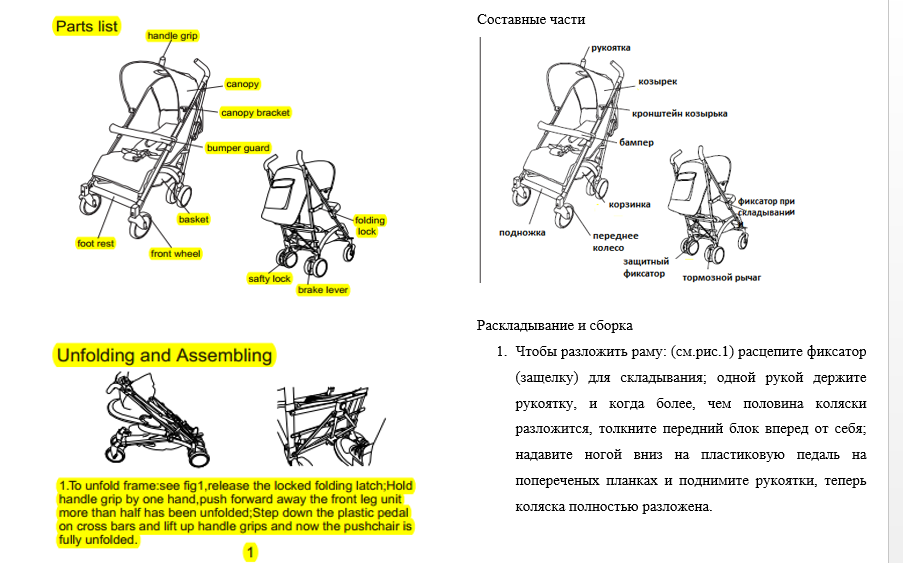 Parts list
handle grip
canopy
canopy bracket
bumper guard
basket
folding
lock
foot rest
front wheel
safty lock
brake lever
Unfolding and Assembling
1.To unfold frame:see fig1,release the locked folding latch;Hold
handle grip by one hand,push forward away the front leg unit
more than half has been unfolded;Step down the plastic pedal
on cross bars and lift up handle grips and now the pushchair is
fully unfolded.
1
Составные части
рукоятка
козырек
кронштейн козырька
бампер
корзинка
фиксатор при
складывании
подножка
переднее
колесо
защитный
фиксатор
тормозной рычаг
Раскладывание и сборка
1. Чтобы разложить раму: (см.рис.1) расцепите фиксатор
(защелку) для складывания; одной рукой держите
рукоятку, и когда более, чем половина коляски
разложится, толкните передний блок вперед от себя;
надавите ногой вниз на пластиковую педаль на
попереченых планках и поднимите рукоятки, теперь
коляска полностью разложена.